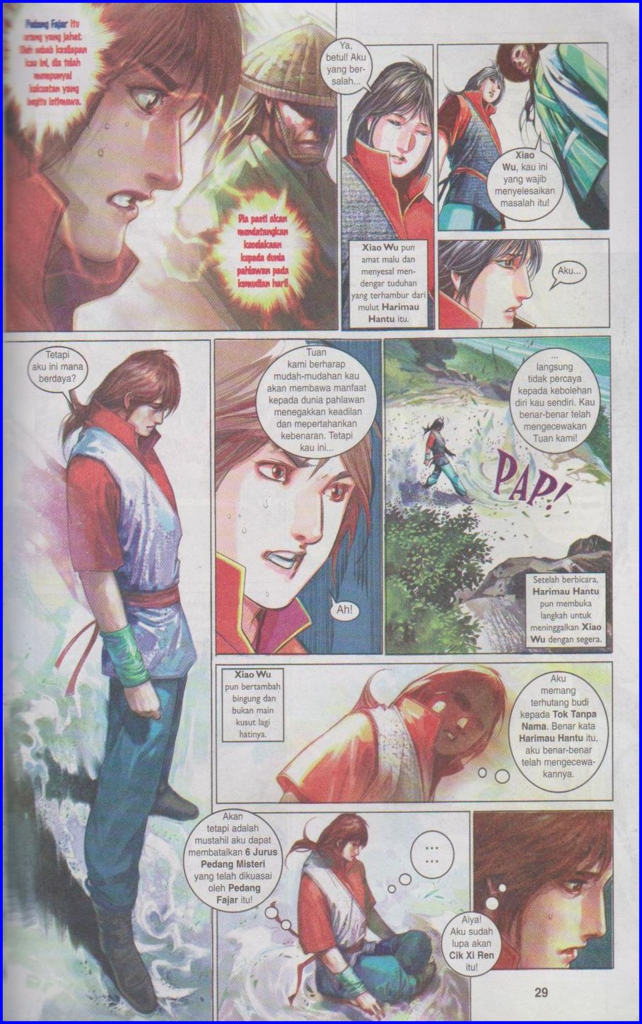 Pedang Fajar itu
orang yang jahat.
Oleh sebab kesilapan
kau ini, dia telah
mempunyai
kekuatan yang
begitu istimewa.
Dia pasti akan
mendatangkan
kecelakaan
kepada dunia
pahlawan pada
kemudian hari!
Ya,
betul! Aku
yang ber-
salah...
Xiao Wu pun
amat malu dan
menyesal men-
dengar tuduhan
yang terhambur dari
mulut Harimau
Hantu itu.
Xiao
Wu, kau ini
yang wajib
menyelesaikan
masalah itu!
Aku...
Tetapi
aku ini mana
berdaya?
Tuan
kami berharap
mudah-mudahan kau
akan membawa manfaat
kepada dunia pahlawan
menegakkan keadilan
dan mepertahankan
kebenaran. Tetapi
kau ini...
Ah!
...
langsung
tidak percaya
kepada kebolehan
diri kau sendiri. Kau
benar-benar telah
mengecewakan
Tuan kami!
PAP!
Setelah berbicara,
Harimau Hantu
pun membuka
langkah untuk
meninggalkan Xiao
Wu dengan segera.
Xiao Wu
pun bertambah
bingung dan
bukan main
kusut lagi
hatinya.
Aku
memang
terhutang budi
kepada Tok Tanpa
Nama. Benar kata
Harimau Hantu itu,
aku benar-benar
telah mengecewa-
kannya.
Akan
tetapi adalah
mustahil aku dapat
membatalkan 6 Jurus
Pedang Misteri
yang telah dikuasai
oleh Pedang
Fajar itu!
...
...
Aiya!
Aku sudah
lupa akan
Cik Xi Ren
itu!
29